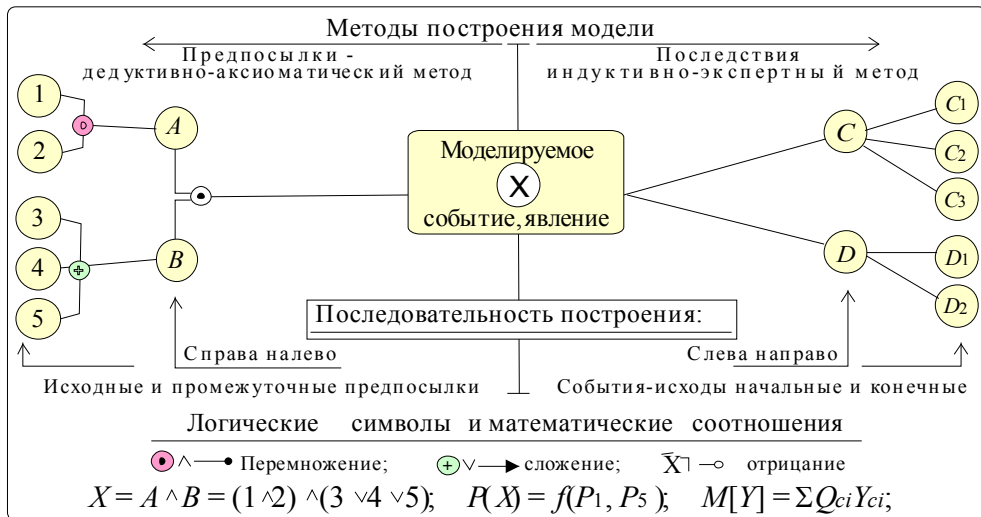 Методы построения модели
Предпосылки -
дедуктивно-аксиоматический метод
Последствия
индуктивно-экспертный метод
1
2
3
4
5
A
B
Моделируемое
X
событие, явление
C
D
C1
C2
C3
D1
D2
Последовательность построения:
Справа налево
Слева направо
Исходные и промежуточные предпосылки
События-исходы начальные и конечные
Логические символы и математические соотношения
∧ Перемножение; + ∨ сложение; X̄ ¬ отрицание
X = A ∧ B = (1 ∧2) ∧(3 ∨4 ∨5); P(X) = f(P1, P5); M[Y] = ΣQciYci;